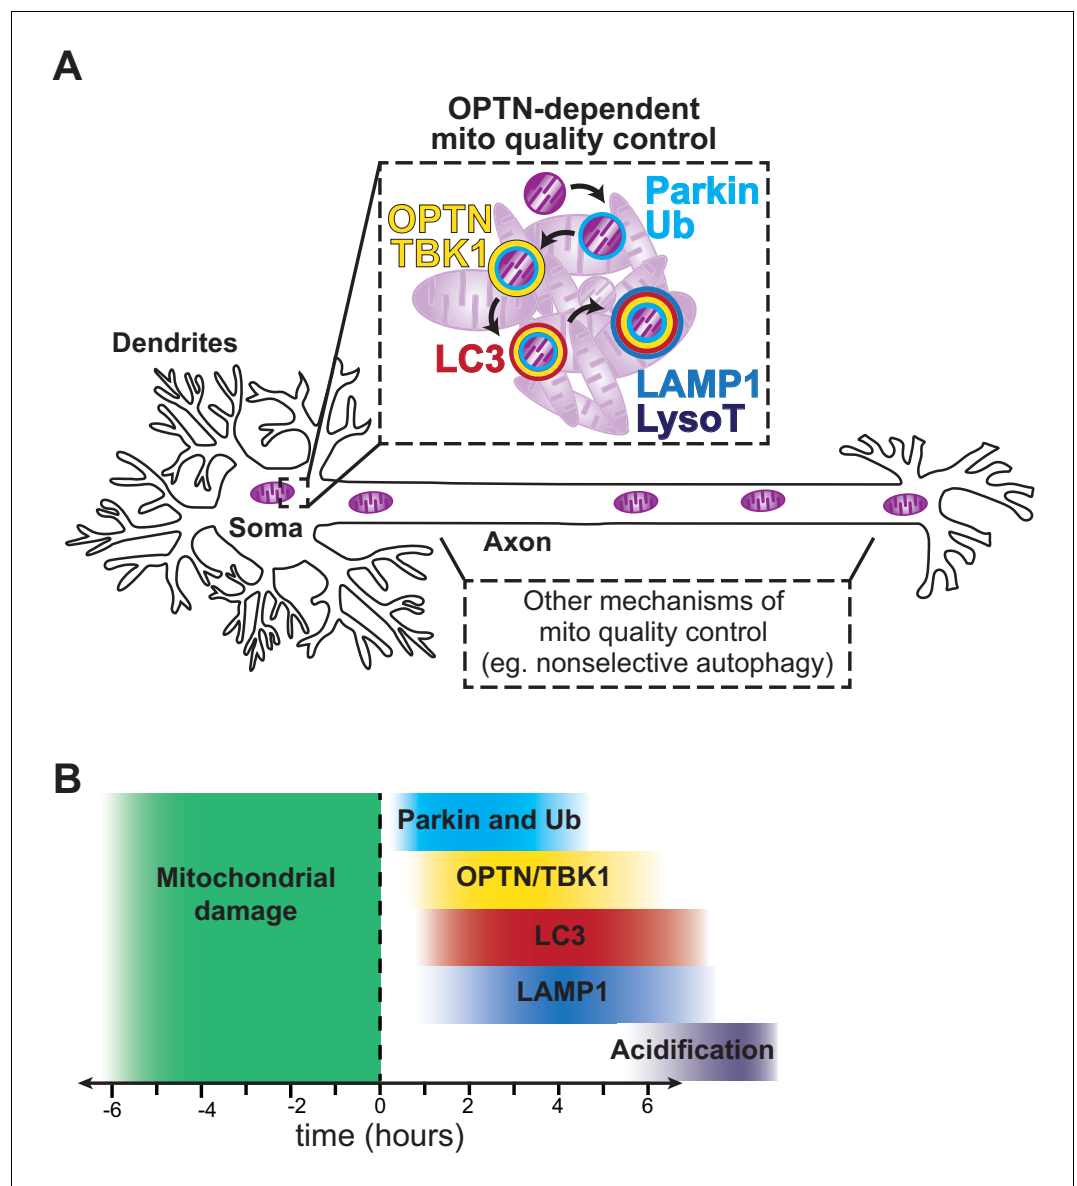 A
OPTN-dependent
mito quality control
Parkin
Ub
OPTN
TBK1
LC3
LAMP1
LysoT
Dendrites
Soma
Axon
Other mechanisms of
mito quality control
(eg. nonselective autophagy)
B
Parkin and Ub
Mitochondrial
damage
OPTN/TBK1
LC3
LAMP1
Acidification
-6 -4 -2 0 2 4 6
time (hours)